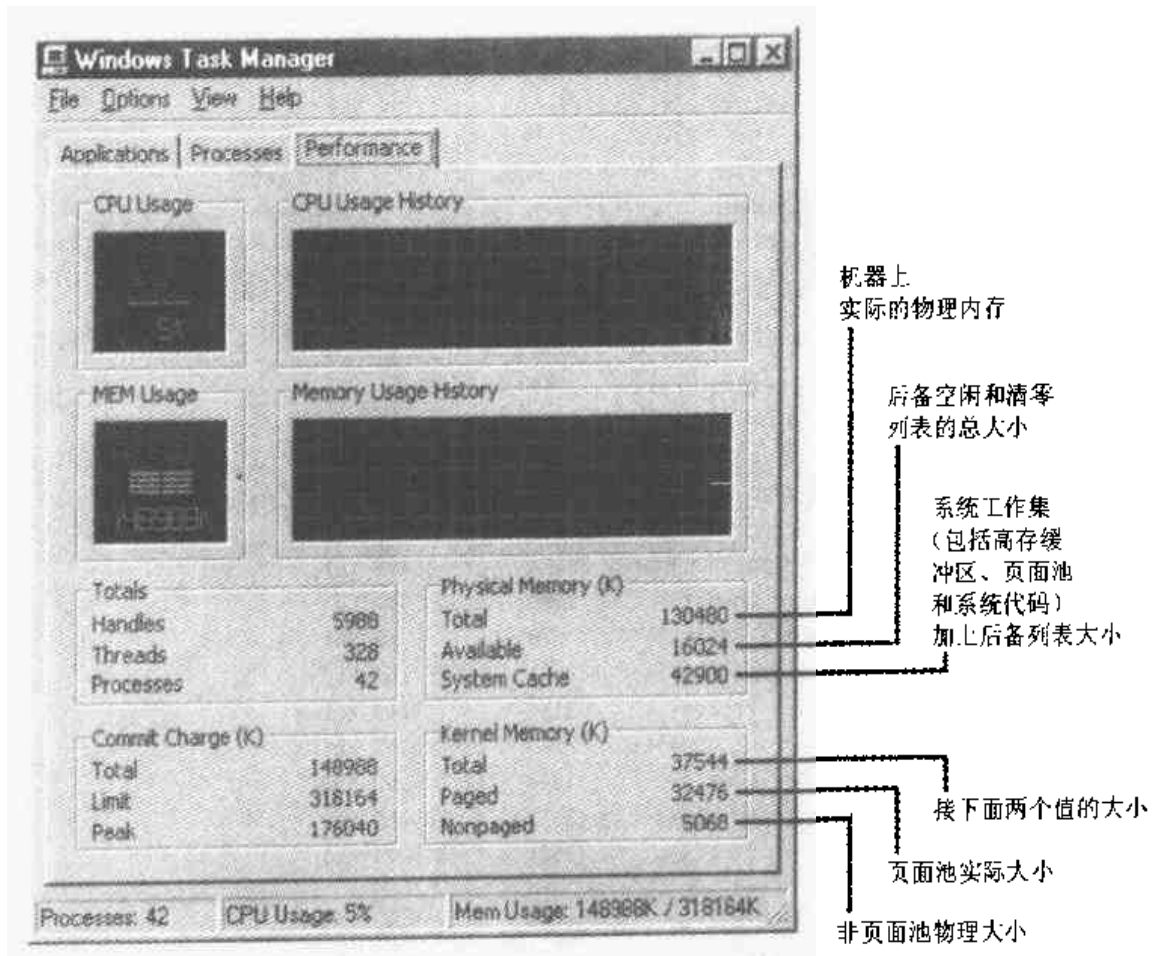 Windows Task Manager
File Options View Help
Applications Processes Performance
CPU Usage CPU Usage History
5%
MEM Usage Memory Usage History
Totals
Handles 5988
Threads 328
Processes 42
Physical Memory (K)
Total 130480
Available 16024
System Cache 42900
Commit Charge (K)
Total 148988
Limit 318164
Peak 176040
Kernel Memory (K)
Total 37544
Paged 32476
Nonpaged 5068
Processes: 42 CPU Usage: 5% Mem Usage: 148988K / 318164K
机器上
实际的物理内存
后备空闲和清零
列表的总大小
系统工作集
(包括高存缓
冲区、页面池
和系统代码)
加上后备列表大小
接下面两个值的大小
页面池实际大小
非页面池物理大小